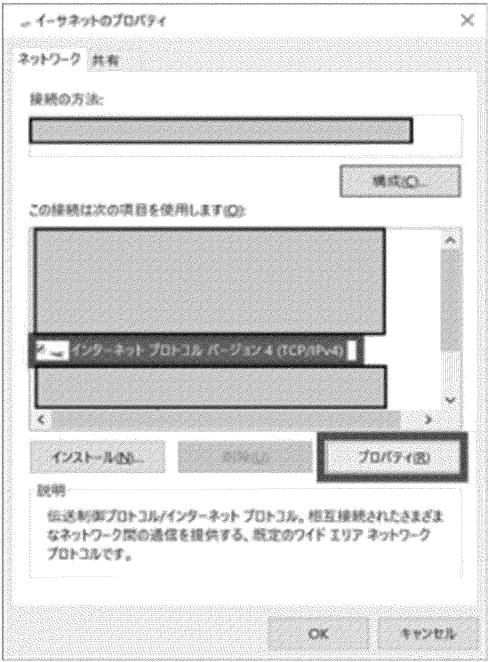 イーサネットのプロパティ
ネットワーク 共有
接続の方法:
構成(C)...
この接続は次の項目を使用します(O):
インターネット プロトコル バージョン 4 (TCP/IPv4)
インストール(N)... 削除(U) プロパティ(R)
説明
伝送制御プロトコル/インターネット プロトコル。相互接続されたさまざま
なネットワーク間の通信を提供する、既定のワイド エリア ネットワーク
プロトコルです。
OK キャンセル